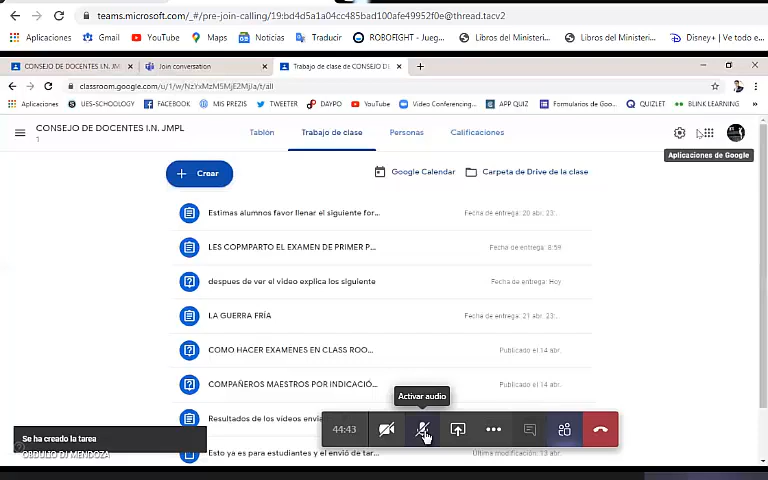 teams.microsoft.com/_#/pre-join-calling/19:bd4d5a1a04cc485bad100afe49952f0e@thread.tacv2
Aplicaciones Gmail YouTube Maps Noticias Traducir ROBOFIGHT - Jueg... Libros del Ministeri... Libros del Ministeri... Disney+ | Ve todo e...
CONSEJO DE DOCENTES I.N. JM Join conversation Trabajo de clase de CONSEJO DE
classroom.google.com/u/1/w/NzYxMzM5MjE2MjJa/t/all
Aplicaciones UES-SCHOOLOGY FACEBOOK MIS PREZIS TWEETER DAYPO YouTube Video Conferencing... APP QUIZ Formularios de Goo... QUIZLET BLINK LEARNING
CONSEJO DE DOCENTES I.N. JMPL
1
Tablón Trabajo de clase Personas Calificaciones
Aplicaciones de Google
Crear Google Calendar Carpeta de Drive de la clase
Estimas alumnos favor llenar el siguiente for... Fecha de entrega: 20 abr. 23:...
LES COPMPARTO EL EXAMEN DE PRIMER P... Fecha de entrega: 8:59
despues de ver el video explica los siguiente Fecha de entrega: Hoy
LA GUERRA FRÍA Fecha de entrega: 21 abr. 23:...
COMO HACER EXAMENES EN CLASS ROO... Publicado el 14 abr.
COMPAÑEROS MAESTROS POR INDICACIÓ... Publicado el 14 abr.
Activar audio
Resultados de los videos envia
44:43
Se ha creado la tarea
OBDULIO DJ MENDOZA
Esto ya es para estudiantes y el envió de tar... Última modificación: 13 abr.